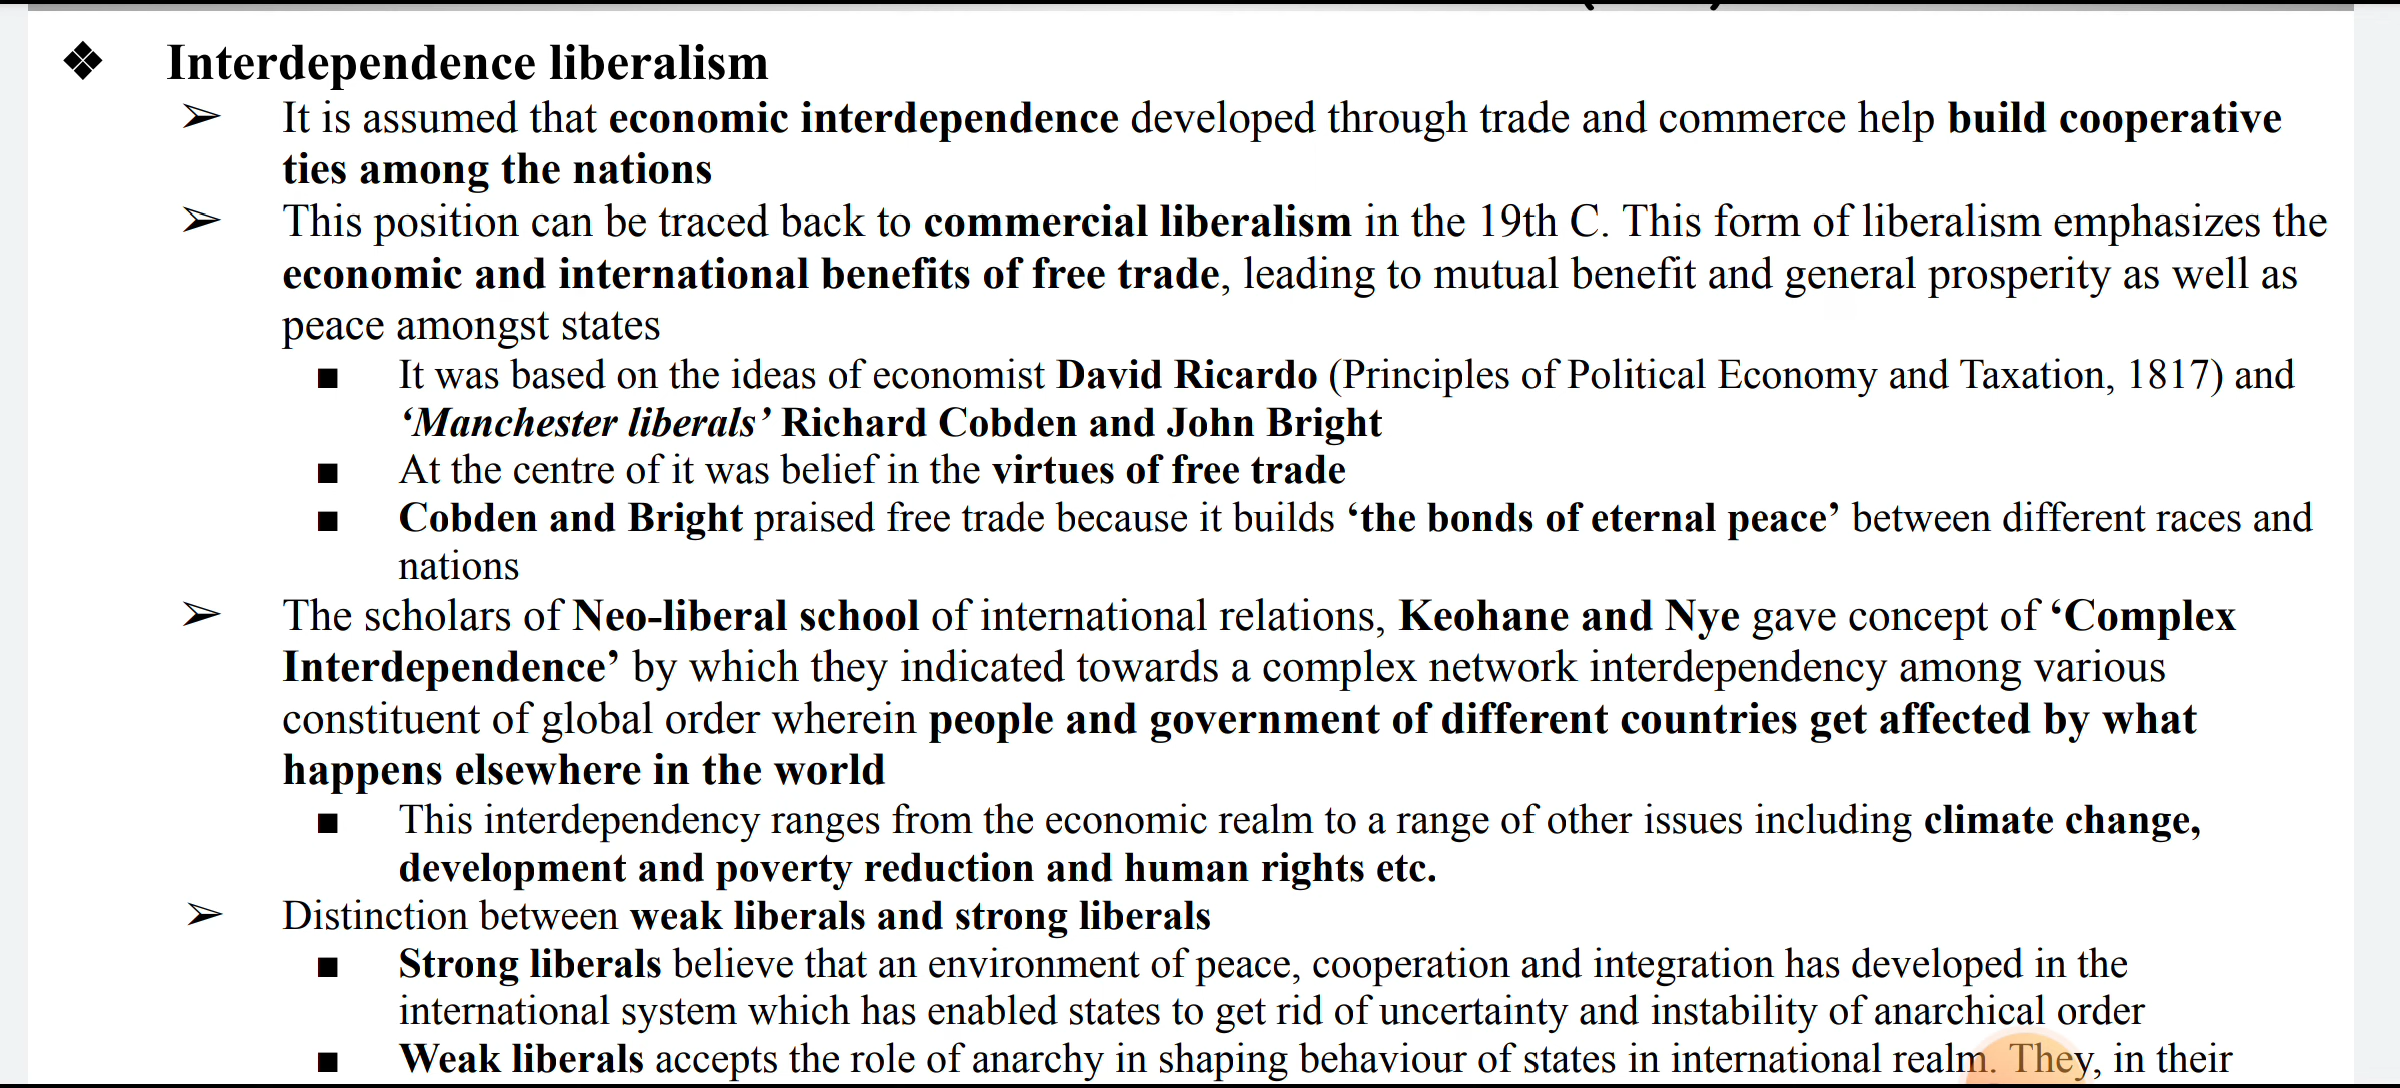 ❖ Interdependence liberalism
➢ It is assumed that economic interdependence developed through trade and commerce help build cooperative
ties among the nations
➢ This position can be traced back to commercial liberalism in the 19th C. This form of liberalism emphasizes the
economic and international benefits of free trade, leading to mutual benefit and general prosperity as well as
peace amongst states
■ It was based on the ideas of economist David Ricardo (Principles of Political Economy and Taxation, 1817) and
‘Manchester liberals’ Richard Cobden and John Bright
■ At the centre of it was belief in the virtues of free trade
■ Cobden and Bright praised free trade because it builds ‘the bonds of eternal peace’ between different races and
nations
➢ The scholars of Neo-liberal school of international relations, Keohane and Nye gave concept of ‘Complex
Interdependence’ by which they indicated towards a complex network interdependency among various
constituent of global order wherein people and government of different countries get affected by what
happens elsewhere in the world
■ This interdependency ranges from the economic realm to a range of other issues including climate change,
development and poverty reduction and human rights etc.
➢ Distinction between weak liberals and strong liberals
■ Strong liberals believe that an environment of peace, cooperation and integration has developed in the
international system which has enabled states to get rid of uncertainty and instability of anarchical order
■ Weak liberals accepts the role of anarchy in shaping behaviour of states in international realm. They, in their